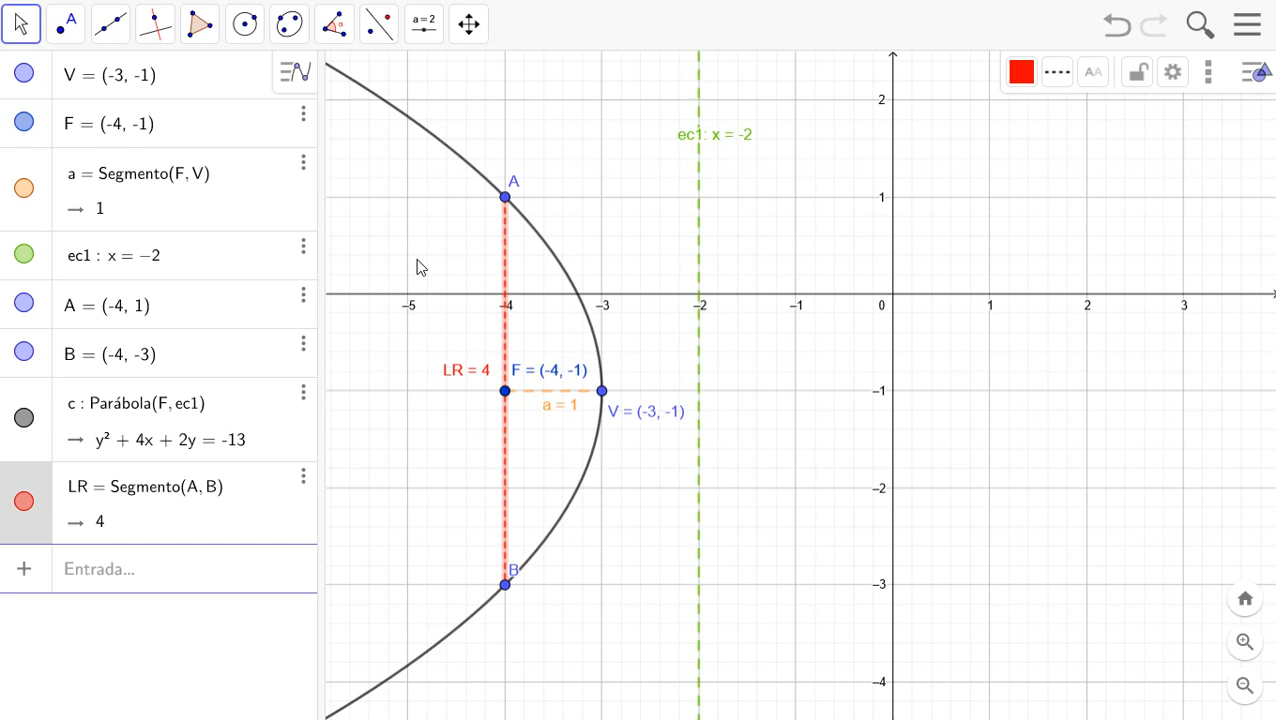 A
α
a = 2
V = (-3, -1)
F = (-4, -1)
a = Segmento(F, V)
→ 1
ec1 : x = −2
A = (-4, 1)
B = (-4, -3)
c : Parábola(F, ec1)
→ y² + 4x + 2y = -13
LR = Segmento(A, B)
→ 4
+ Entrada...
AA
2
ec1: x = -2
A
1
–5 –4 –3 –2 –1 0 1 2 3
LR = 4 F = (-4, -1)
–1
a = 1 V = (-3, -1)
–2
B
–3
–4